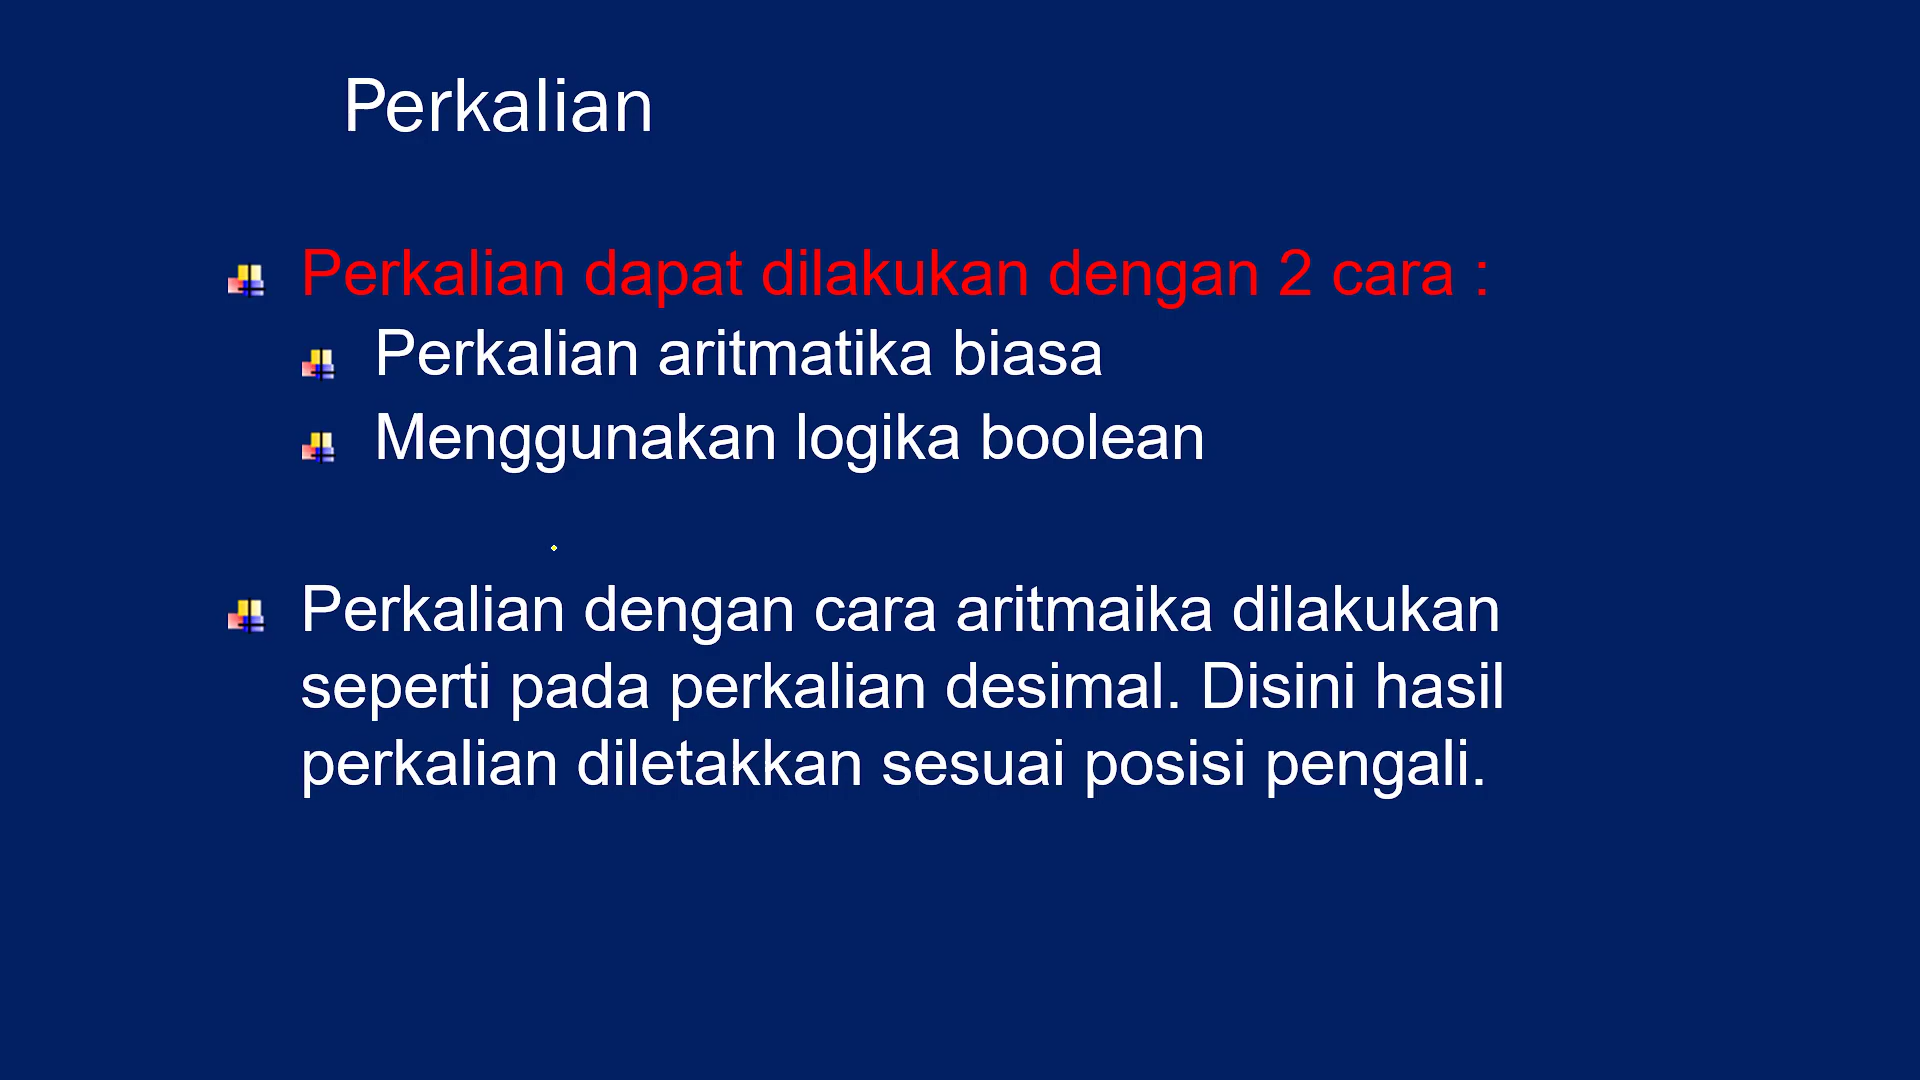 Perkalian
Perkalian dapat dilakukan dengan 2 cara :
Perkalian aritmatika biasa
Menggunakan logika boolean
Perkalian dengan cara aritmaika dilakukan
seperti pada perkalian desimal. Disini hasil
perkalian diletakkan sesuai posisi pengali.